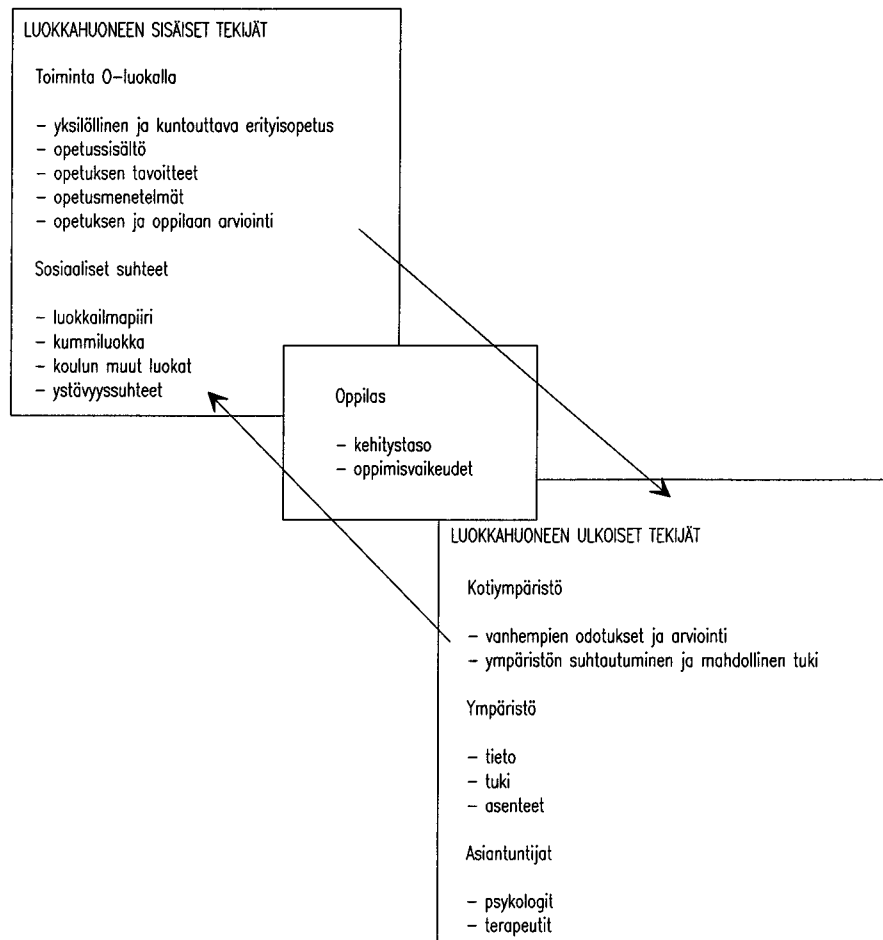 LUOKKAHUONEEN SISÄISET TEKIJÄT
Toiminta O-luokalla
- yksilöllinen ja kuntouttava erityisopetus
- opetussisältö
- opetuksen tavoitteet
- opetusmenetelmät
- opetuksen ja oppilaan arviointi
Sosiaaliset suhteet
- luokkailmapiiri
- kummiluokka
- koulun muut luokat
- ystävyyssuhteet
Oppilas
- kehitystaso
- oppimisvaikeudet
LUOKKAHUONEEN ULKOISET TEKIJÄT
Kotiympäristö
- vanhempien odotukset ja arviointi
- ympäristön suhtautuminen ja mahdollinen tuki
Ympäristö
- tieto
- tuki
- asenteet
Asiantuntijat
- psykologit
- terapeutit